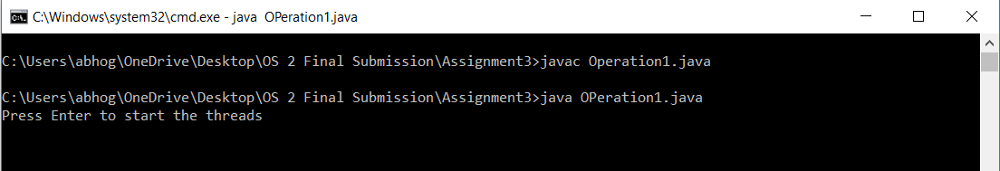 C:\Windows\system32\cmd.exe - java  OPeration1.java
C:\Users\abhog\OneDrive\Desktop\OS 2 Final Submission\Assignment3>javac Operation1.java
C:\Users\abhog\OneDrive\Desktop\OS 2 Final Submission\Assignment3>java OPeration1.java
Press Enter to start the threads